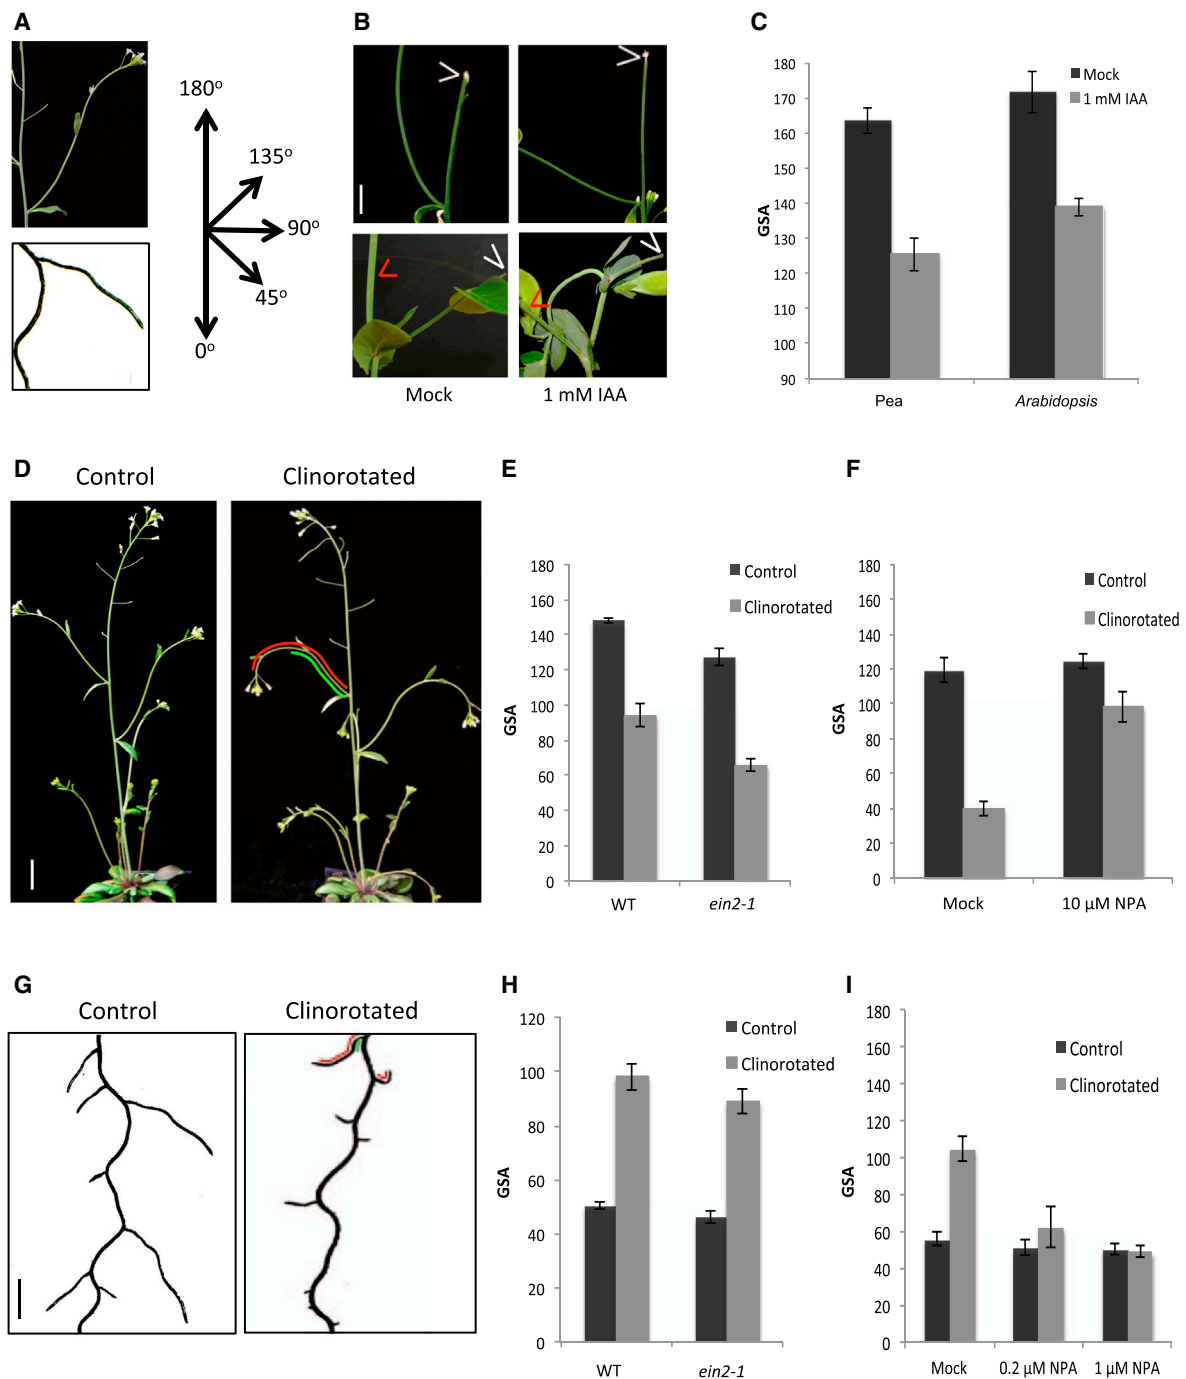 A
180°
135°
90°
45°
0°
B
Mock
1 mM IAA
C
180
170
160
150
140
130
120
110
100
90
GSA
Mock
1 mM IAA
Pea
Arabidopsis
D
Control
Clinorotated
E
180
160
140
120
100
80
60
40
20
0
GSA
Control
Clinorotated
WT
ein2-1
F
180
160
140
120
100
80
60
40
20
0
GSA
Control
Clinorotated
Mock
10 µM NPA
G
Control
Clinorotated
H
120
100
80
60
40
20
0
GSA
Control
Clinorotated
WT
ein2-1
I
180
160
140
120
100
80
60
40
20
0
GSA
Control
Clinorotated
Mock
0.2 µM NPA
1 µM NPA